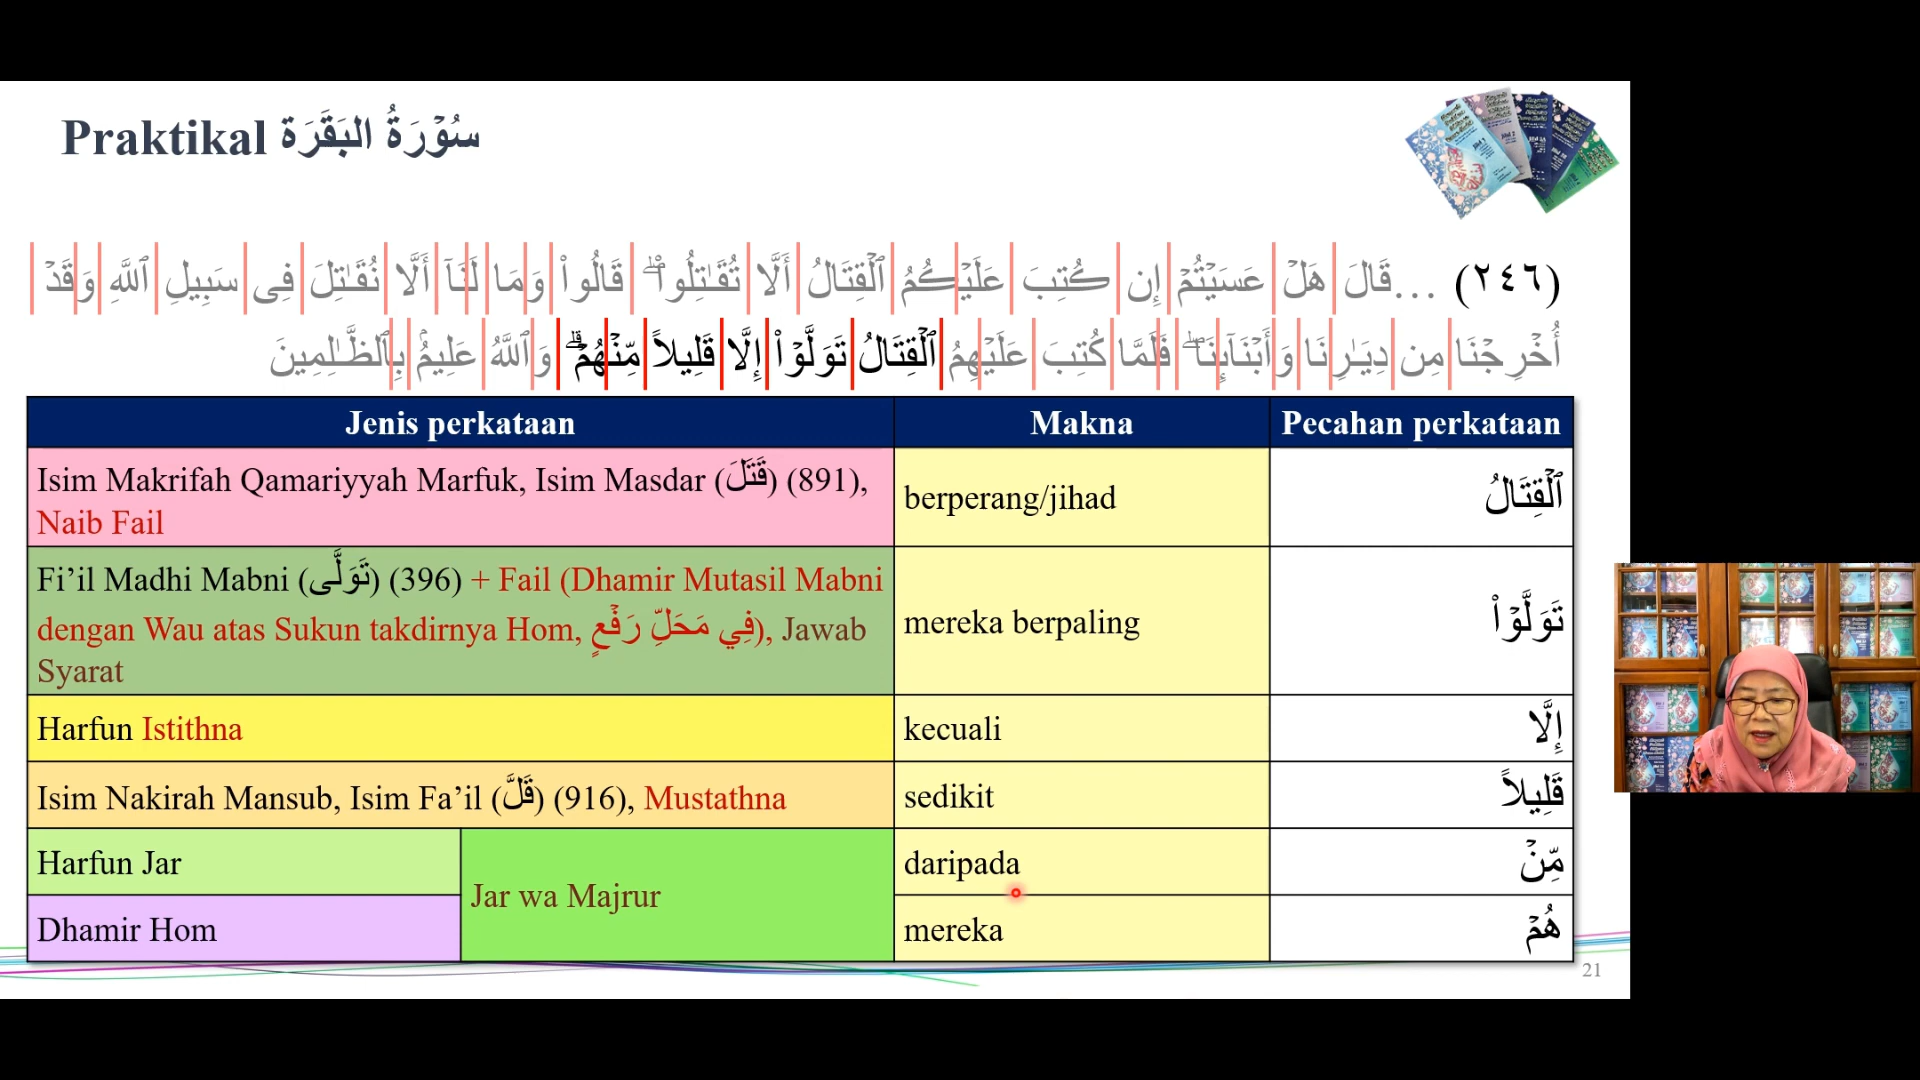 Praktikal سُوْرَةُ البَقَرَة
(٢٤٦) ...قَالَ هَلْ عَسَيْتُمْ إِن كُتِبَ عَلَيْكُمُ ٱلْقِتَالُ أَلَّا تُقَـٰتِلُوا۟ ۖ قَالُوا۟ وَمَا لَنَآ أَلَّا نُقَـٰتِلَ فِى سَبِيلِ ٱللَّهِ وَقَدْ
أُخْرِجْنَا مِن دِيَـٰرِنَا وَأَبْنَآئِنَا ۖ فَلَمَّا كُتِبَ عَلَيْهِمُ ٱلْقِتَالُ تَوَلَّوْا۟ إِلَّا قَلِيلاً مِّنْهُمْ ۗ وَٱللَّهُ عَلِيمٌۢ بِٱلظَّـٰلِمِينَ
Jenis perkataan Makna Pecahan perkataan
Isim Makrifah Qamariyyah Marfuk, Isim Masdar (قَتَلَ) (891),
Naib Fail
berperang/jihad
ٱلْقِتَالُ
Fi’il Madhi Mabni (تَوَلَّى) (396) + Fail (Dhamir Mutasil Mabni
dengan Wau atas Sukun takdirnya Hom, فِي مَحَلِّ رَفْعٍ), Jawab
Syarat
mereka berpaling
تَوَلَّوْا۟
Harfun Istithna
kecuali
إِلَّا
Isim Nakirah Mansub, Isim Fa’il (قَلَّ) (916), Mustathna
sedikit
قَلِيلاً
Harfun Jar
Jar wa Majrur
daripada
مِّنْ
Dhamir Hom
mereka
هُمْ
21